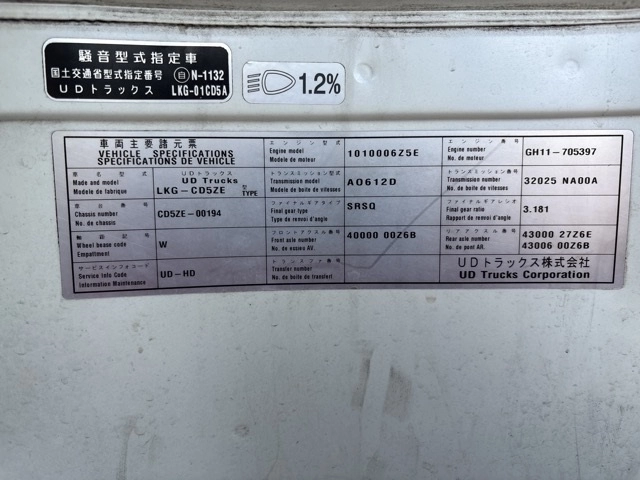 騒音型式指定車
国土交通省型式指定番号 自 N-1132
UDトラックス LKG-01CD5A
1.2%
車両主要諸元票
VEHICLE SPECIFICATIONS
SPECIFICATIONS DE VEHICLE
車名型式
Made and model
Modele de fabrique
UDトラックス
UD Trucks
LKG-CD5ZE 型 TYPE
車台番号
Chassis number
No. de chassis
CD5ZE-00194
Wheel base code
Empattment
W
サービスインフォコード
Service Info Code
Information Maintenance
UD-HD
エンジン型式
Engine model
Modele de moteur
1010006Z5E
トランスミッション型式
Transmission model
Modele de boite de vitesses
A0612D
ファイナルギアタイプ
Final gear type
Type de rapport d'angle
SRSQ
フロントアクスル番号
Front axle number
No. de essieu AV.
40000 00Z6B
トランスファ番号
Transfer number
No. de boite de transfert
エンジン番号
Engine number
No. de moteur
GH11-705397
トランスミッション番号
Transmission number
No. de boite de vitesses
32025 NA00A
ファイナルギアレシオ
Final gear ratio
Rapport de renvoi d'angle
3.181
リアアクスル番号
Rear axle number
No. de pont AR.
43000 27Z6E
43006 00Z6B
UDトラックス株式会社
UD Trucks Corporation